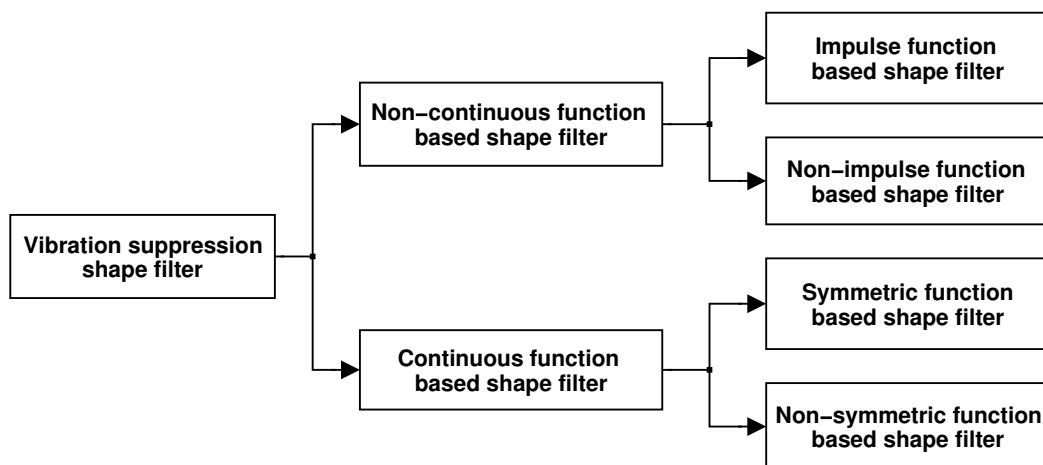 Impulse function
based shape filter
Non−continuous function
based shape filter
Non−impulse function
based shape filter
Vibration suppression
shape filter
Symmetric function
based shape filter
Continuous function
based shape filter
Non−symmetric function
based shape filter